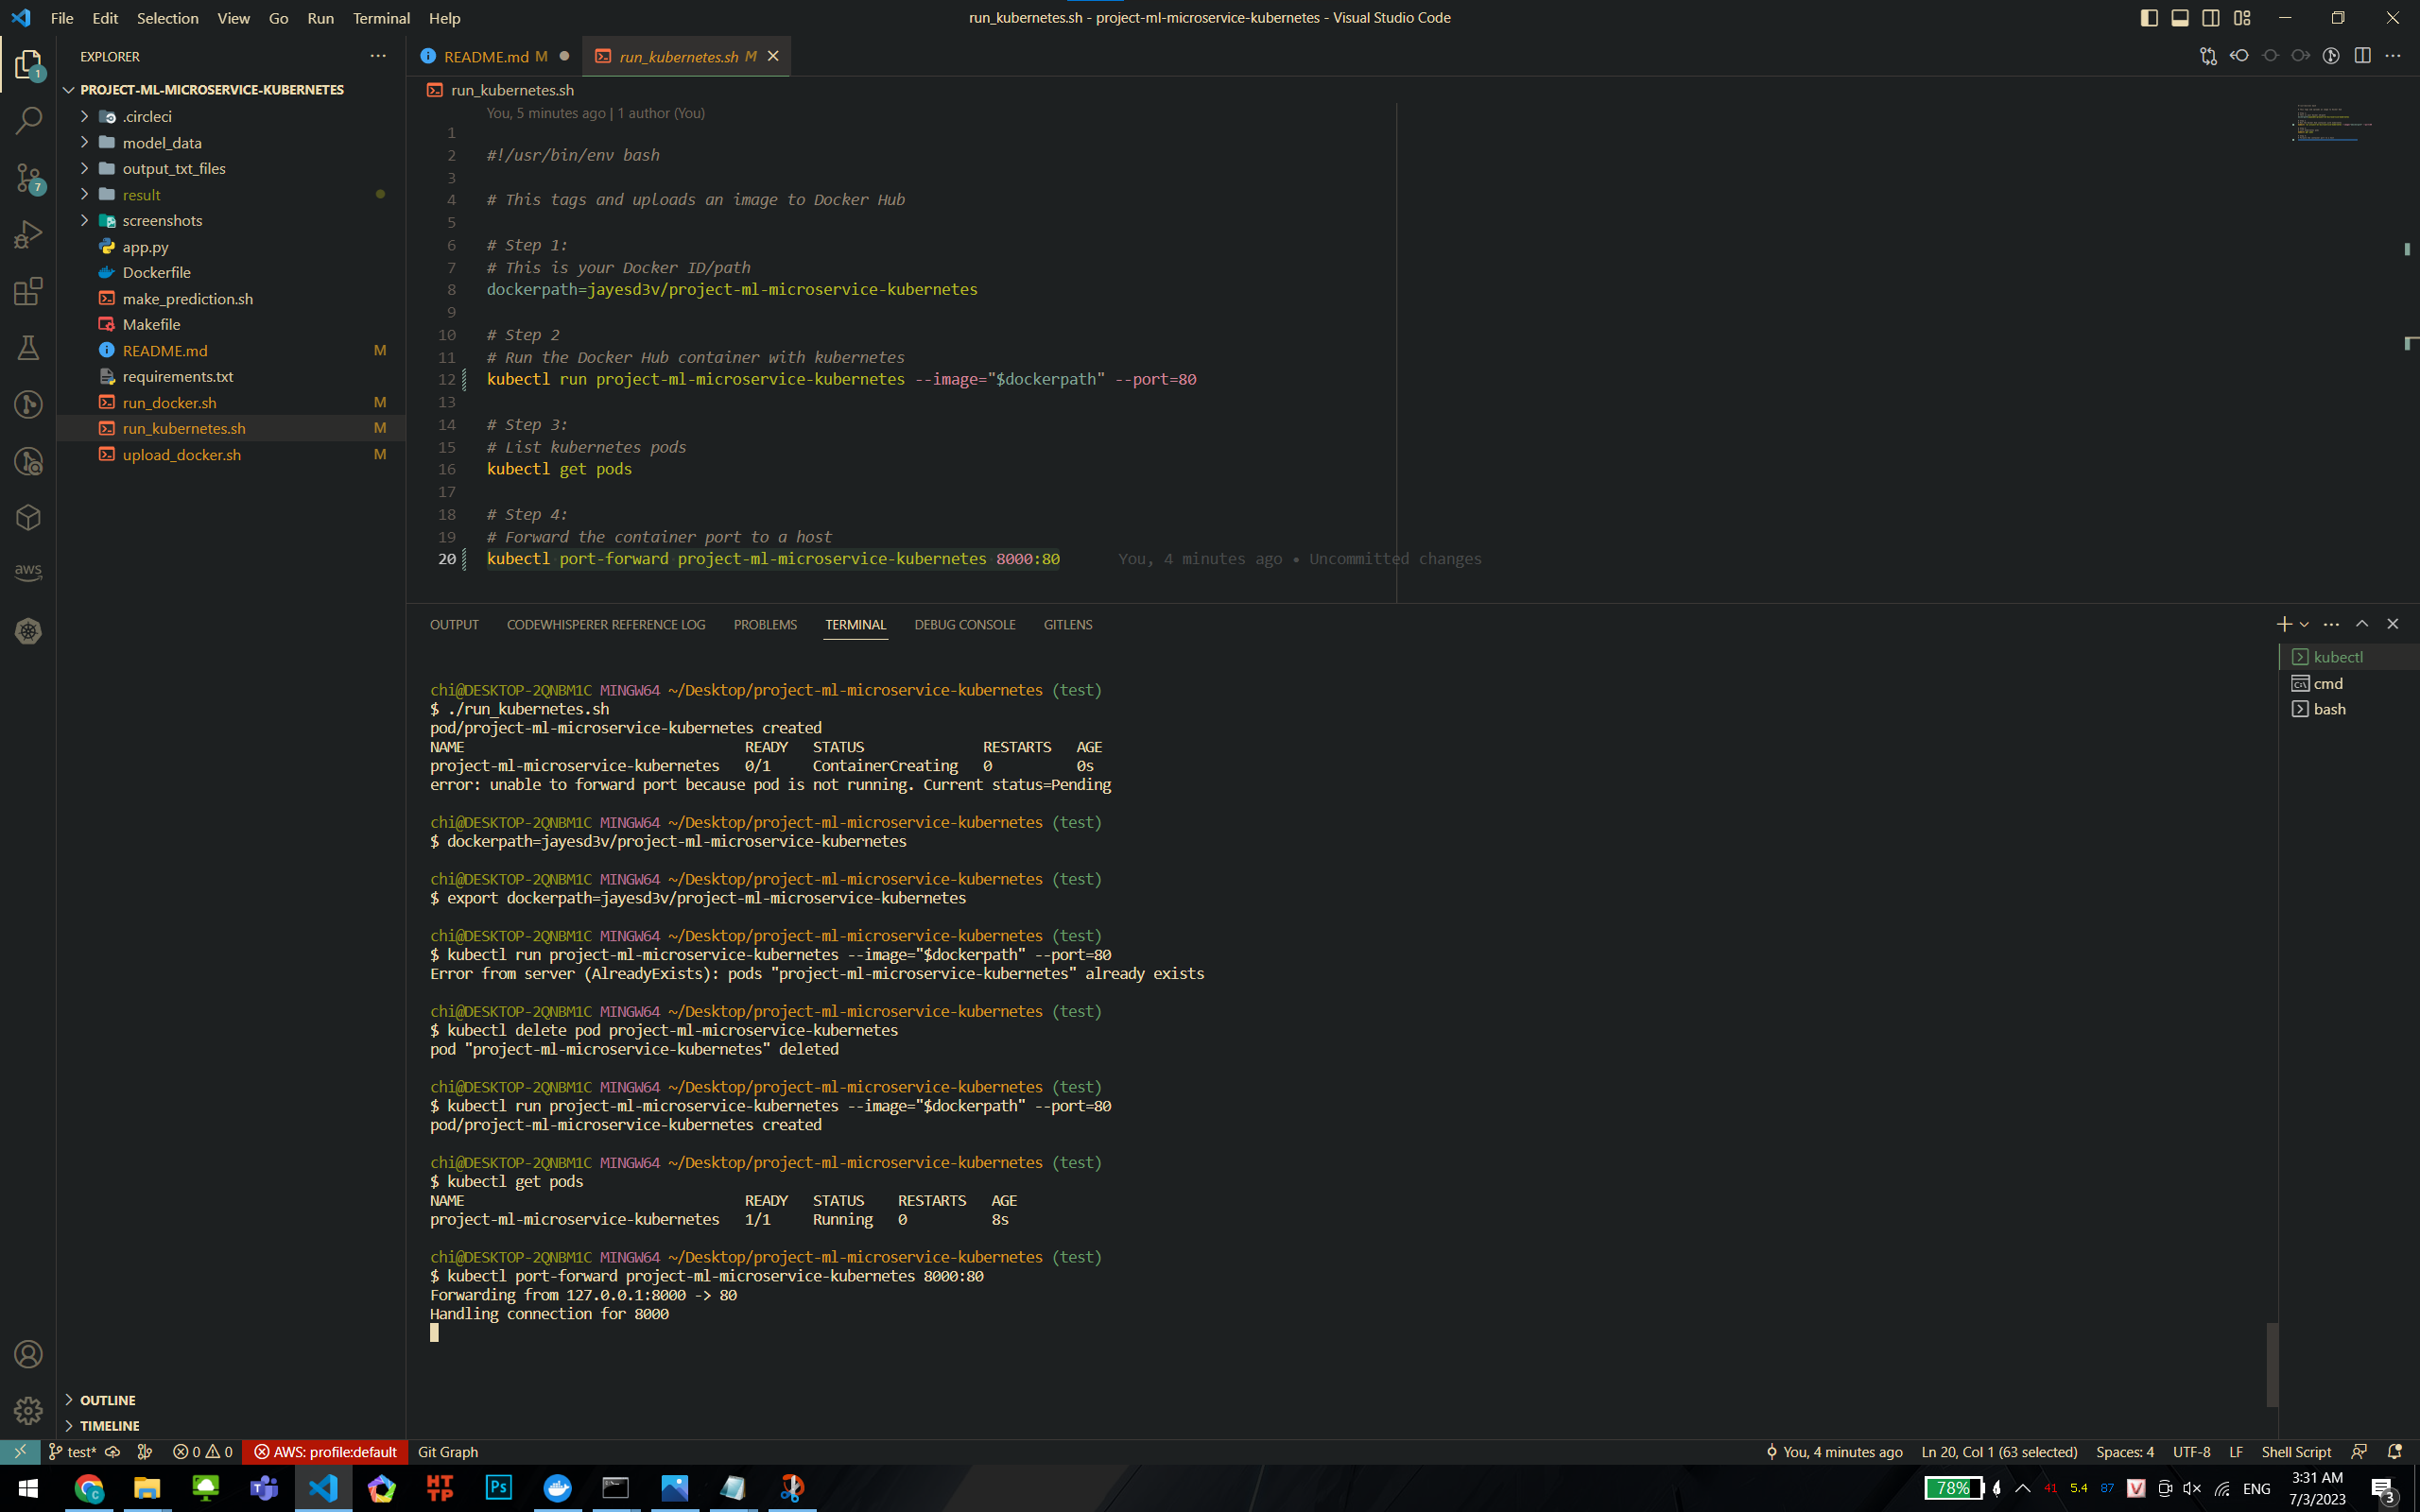 File Edit Selection View Go Run Terminal Help
run_kubernetes.sh - project-ml-microservice-kubernetes - Visual Studio Code
EXPLORER
PROJECT-ML-MICROSERVICE-KUBERNETES
.circleci
model_data
output_txt_files
result
screenshots
app.py
Dockerfile
make_prediction.sh
Makefile
README.md M
requirements.txt
run_docker.sh M
run_kubernetes.sh M
upload_docker.sh M
OUTLINE
TIMELINE
1
7
aws
README.md M
run_kubernetes.sh M
run_kubernetes.sh
You, 5 minutes ago | 1 author (You)
1
2 #!/usr/bin/env bash
3
4 # This tags and uploads an image to Docker Hub
5
6 # Step 1:
7 # This is your Docker ID/path
8 dockerpath=jayesd3v/project-ml-microservice-kubernetes
9
10 # Step 2
11 # Run the Docker Hub container with kubernetes
12 kubectl run project-ml-microservice-kubernetes --image="$dockerpath" --port=80
13
14 # Step 3:
15 # List kubernetes pods
16 kubectl get pods
17
18 # Step 4:
19 # Forward the container port to a host
20 kubectl port-forward project-ml-microservice-kubernetes 8000:80 You, 4 minutes ago • Uncommitted changes
OUTPUT CODEWHISPERER REFERENCE LOG PROBLEMS TERMINAL DEBUG CONSOLE GITLENS
kubectl
cmd
bash
chi@DESKTOP-2QNBM1C MINGW64 ~/Desktop/project-ml-microservice-kubernetes (test)
$ ./run_kubernetes.sh
pod/project-ml-microservice-kubernetes created
NAME READY STATUS RESTARTS AGE
project-ml-microservice-kubernetes 0/1 ContainerCreating 0 0s
error: unable to forward port because pod is not running. Current status=Pending
chi@DESKTOP-2QNBM1C MINGW64 ~/Desktop/project-ml-microservice-kubernetes (test)
$ dockerpath=jayesd3v/project-ml-microservice-kubernetes
chi@DESKTOP-2QNBM1C MINGW64 ~/Desktop/project-ml-microservice-kubernetes (test)
$ export dockerpath=jayesd3v/project-ml-microservice-kubernetes
chi@DESKTOP-2QNBM1C MINGW64 ~/Desktop/project-ml-microservice-kubernetes (test)
$ kubectl run project-ml-microservice-kubernetes --image="$dockerpath" --port=80
Error from server (AlreadyExists): pods "project-ml-microservice-kubernetes" already exists
chi@DESKTOP-2QNBM1C MINGW64 ~/Desktop/project-ml-microservice-kubernetes (test)
$ kubectl delete pod project-ml-microservice-kubernetes
pod "project-ml-microservice-kubernetes" deleted
chi@DESKTOP-2QNBM1C MINGW64 ~/Desktop/project-ml-microservice-kubernetes (test)
$ kubectl run project-ml-microservice-kubernetes --image="$dockerpath" --port=80
pod/project-ml-microservice-kubernetes created
chi@DESKTOP-2QNBM1C MINGW64 ~/Desktop/project-ml-microservice-kubernetes (test)
$ kubectl get pods
NAME READY STATUS RESTARTS AGE
project-ml-microservice-kubernetes 1/1 Running 0 8s
chi@DESKTOP-2QNBM1C MINGW64 ~/Desktop/project-ml-microservice-kubernetes (test)
$ kubectl port-forward project-ml-microservice-kubernetes 8000:80
Forwarding from 127.0.0.1:8000 -> 80
Handling connection for 8000
test* 0 0 AWS: profile:default Git Graph
You, 4 minutes ago Ln 20, Col 1 (63 selected) Spaces: 4 UTF-8 LF Shell Script
HTTP Ps
78% 41 5.4 87 V ENG 3:31 AM
7/3/2023 3